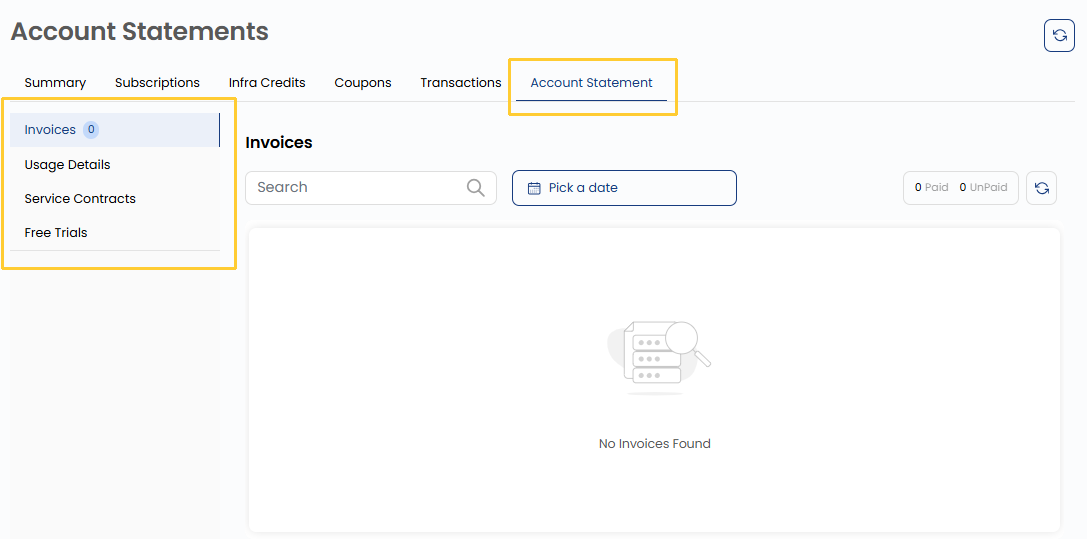 Account Statements
Summary Subscriptions Infra Credits Coupons Transactions Account Statement
Invoices 0
Usage Details
Service Contracts
Free Trials
Invoices
Search Pick a date 0 Paid 0 UnPaid
No Invoices Found